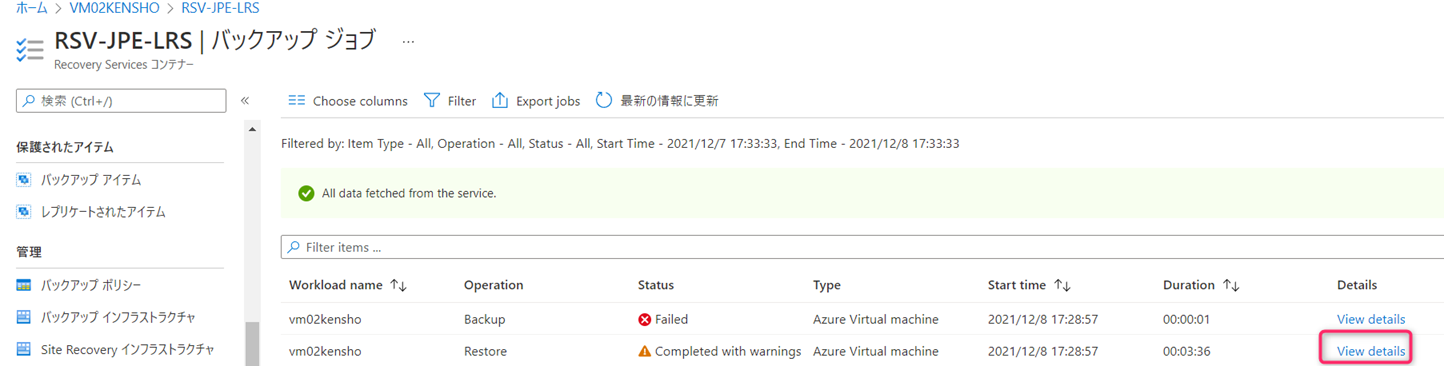 ホーム > VM02KENSHO > RSV-JPE-LRS
RSV-JPE-LRS | バックアップ ジョブ ...
Recovery Services コンテナー
検索 (Ctrl+/) «
Choose columns Filter Export jobs 最新の情報に更新
保護されたアイテム
バックアップ アイテム
レプリケートされたアイテム
管理
バックアップ ポリシー
バックアップ インフラストラクチャ
Site Recovery インフラストラクチャ
Filtered by: Item Type - All, Operation - All, Status - All, Start Time - 2021/12/7 17:33:33, End Time - 2021/12/8 17:33:33
All data fetched from the service.
Filter items ...
Workload name ↑↓ Operation Status Type Start time ↑↓ Duration ↑↓ Details
vm02kensho Backup Failed Azure Virtual machine 2021/12/8 17:28:57 00:00:01 View details
vm02kensho Restore Completed with warnings Azure Virtual machine 2021/12/8 17:28:57 00:03:36 View details